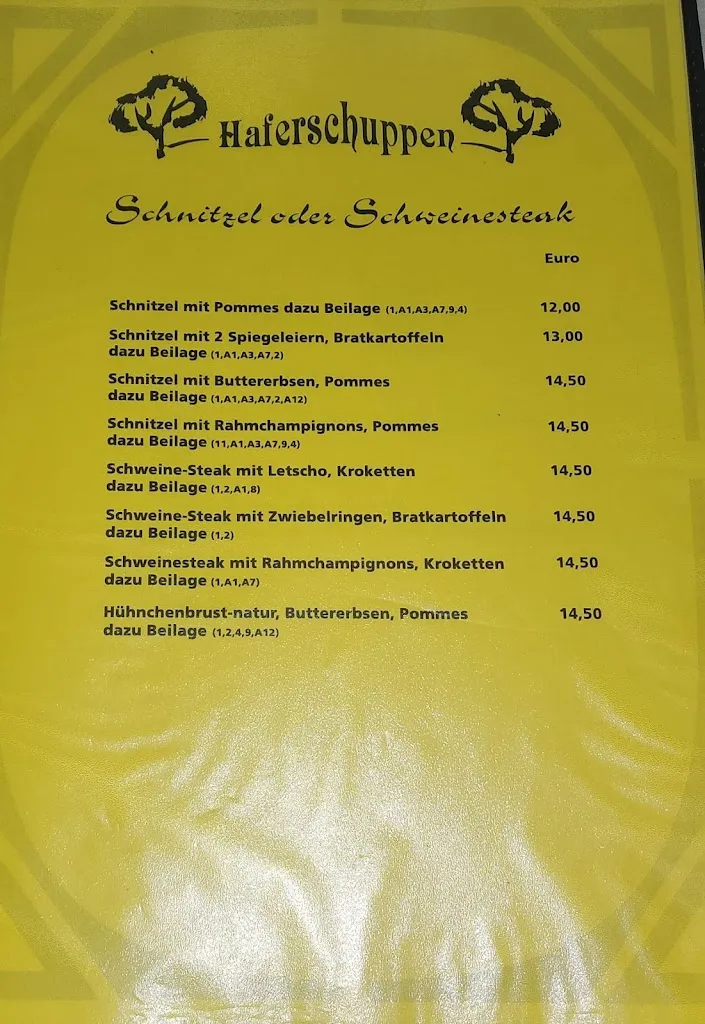 Haferschuppen
Schnitzel oder Schweinesteak
Euro
Schnitzel mit Pommes dazu Beilage (1,A1,A3,A7,9,4) 12,00
Schnitzel mit 2 Spiegeleiern, Bratkartoffeln 13,00
dazu Beilage (1,A1,A3,A7,2)
Schnitzel mit Buttererbsen, Pommes 14,50
dazu Beilage (1,A1,A3,A7,2,A12)
Schnitzel mit Rahmchampignons, Pommes 14,50
dazu Beilage (11,A1,A3,A7,9,4)
Schweine-Steak mit Letscho, Kroketten 14,50
dazu Beilage (1,2,A1,8)
Schweine-Steak mit Zwiebelringen, Bratkartoffeln 14,50
dazu Beilage (1,2)
Schweinesteak mit Rahmchampignons, Kroketten 14,50
dazu Beilage (1,A1,A7)
Hühnchenbrust-natur, Buttererbsen, Pommes 14,50
dazu Beilage (1,2,4,9,A12)